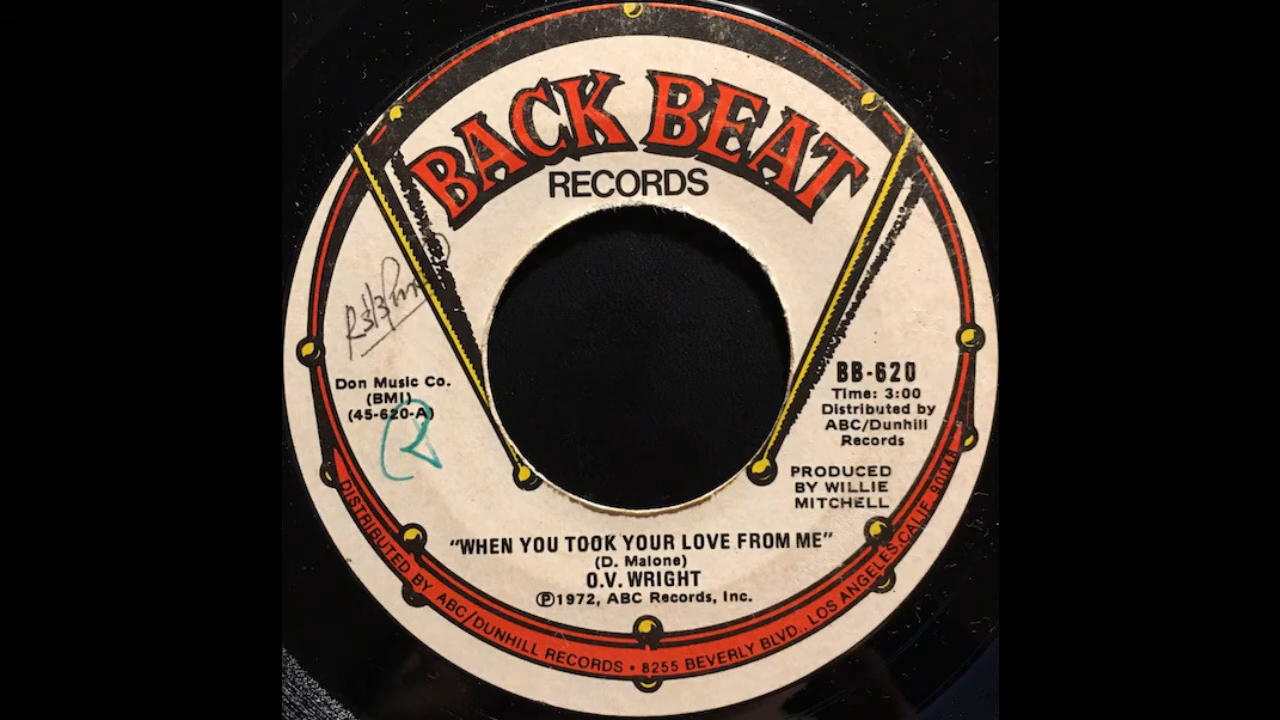 BACK BEAT
RECORDS
Don Music Co.
(BMI)
(45-620-A)
2
BB-620
Time: 3:00
Distributed by
ABC/Dunhill
Records
PRODUCED
BY WILLIE
MITCHELL
"WHEN YOU TOOK YOUR LOVE FROM ME"
(D. Malone)
O.V. WRIGHT
Ⓟ1972, ABC Records, Inc.
DISTRIBUTED BY ABC/DUNHILL RECORDS • 8255 BEVERLY BLVD., LOS ANGELES, CALIF. 90048